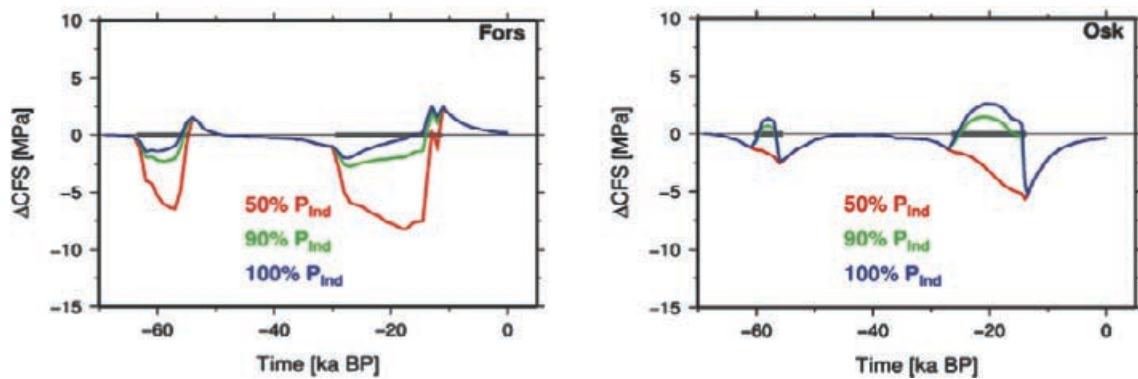 Fors
10
5
0
−5
−10
−15
ΔCFS [MPa]
50% P_Ind
90% P_Ind
100% P_Ind
−60 −40 −20 0
Time [ka BP]
Osk
10
5
0
−5
−10
−15
ΔCFS [MPa]
50% P_Ind
90% P_Ind
100% P_Ind
−60 −40 −20 0
Time [ka BP]